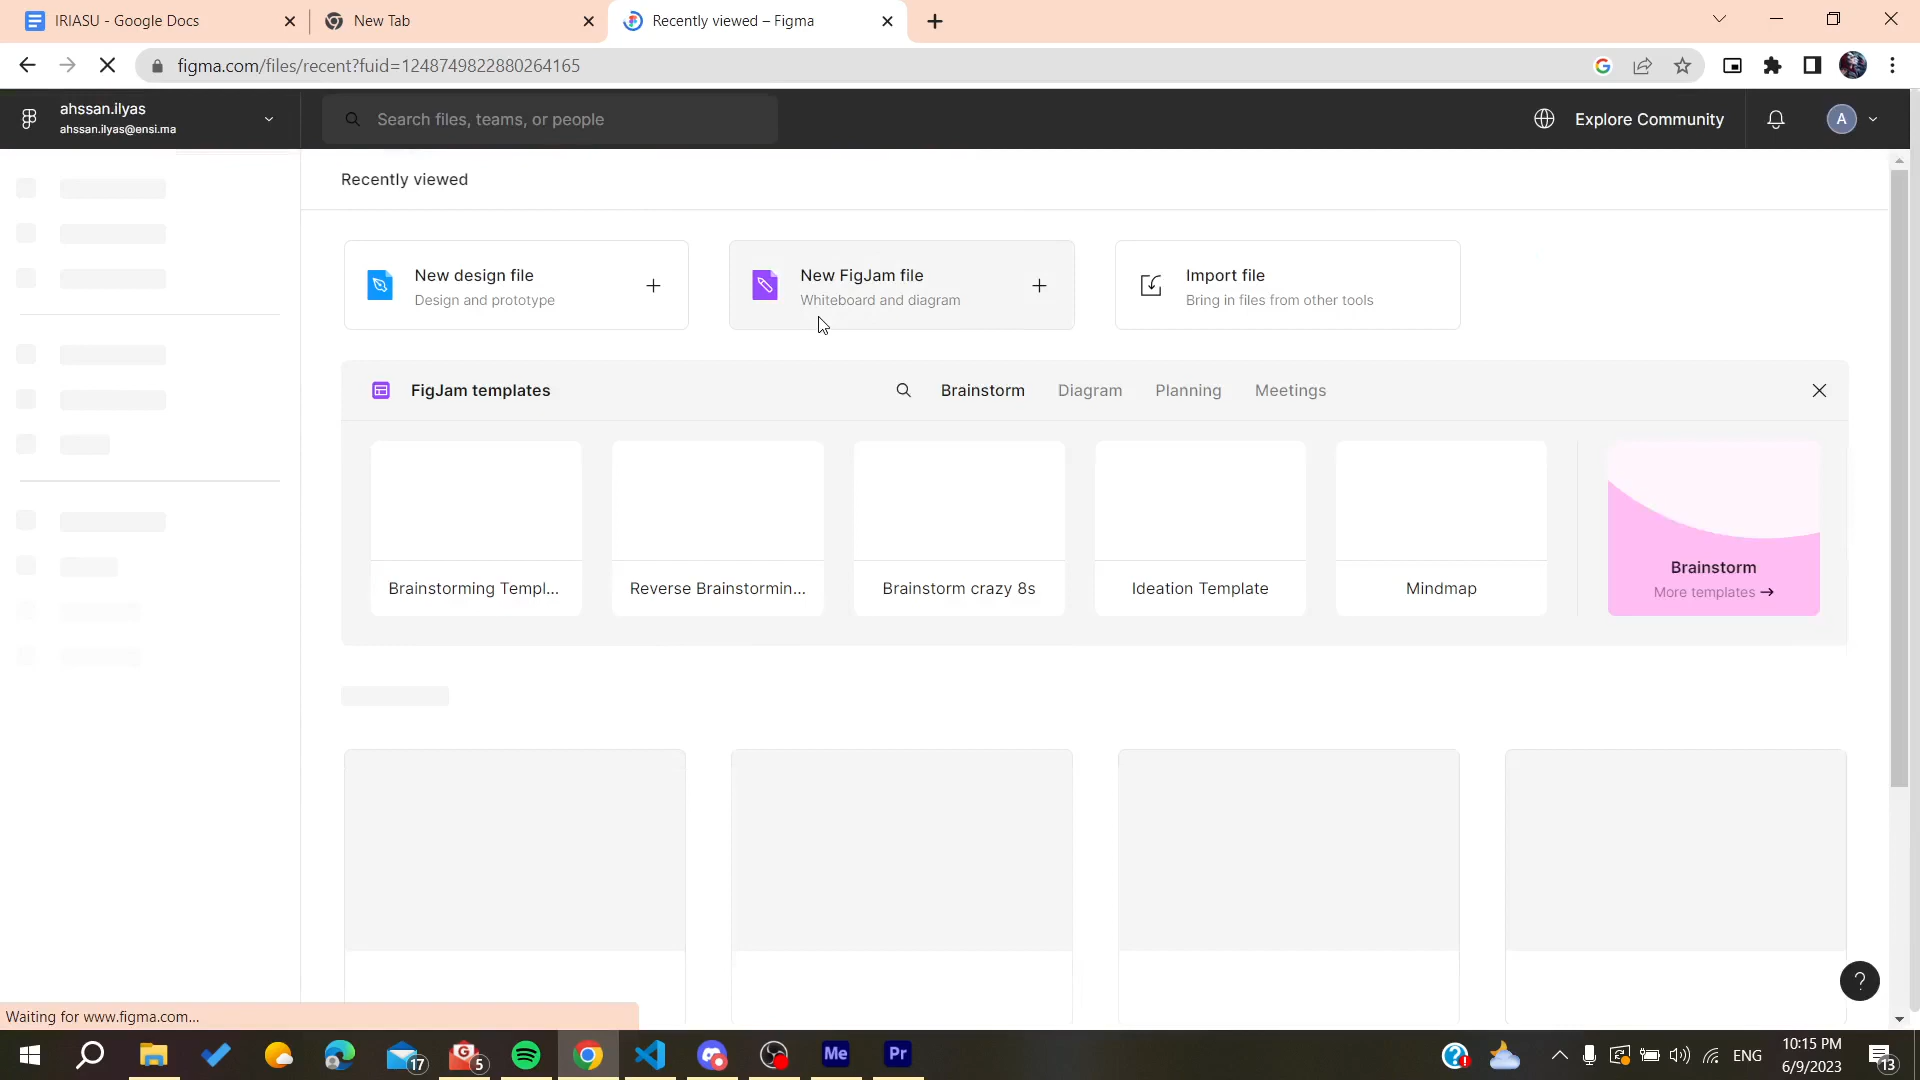 IRIASU - Google Docs
New Tab
Recently viewed – Figma
figma.com/files/recent?fuid=1248749822880264165
ahssan.ilyas
ahssan.ilyas@ensi.ma
Search files, teams, or people
Explore Community
A
Recently viewed
New design file
Design and prototype
New FigJam file
Whiteboard and diagram
Import file
Bring in files from other tools
FigJam templates
Brainstorm
Diagram
Planning
Meetings
Brainstorming Templ...
Reverse Brainstormin...
Brainstorm crazy 8s
Ideation Template
Mindmap
Brainstorm
More templates →
?
Waiting for www.figma.com...
17
5
Me
Pr
ENG
10:15 PM
6/9/2023
13